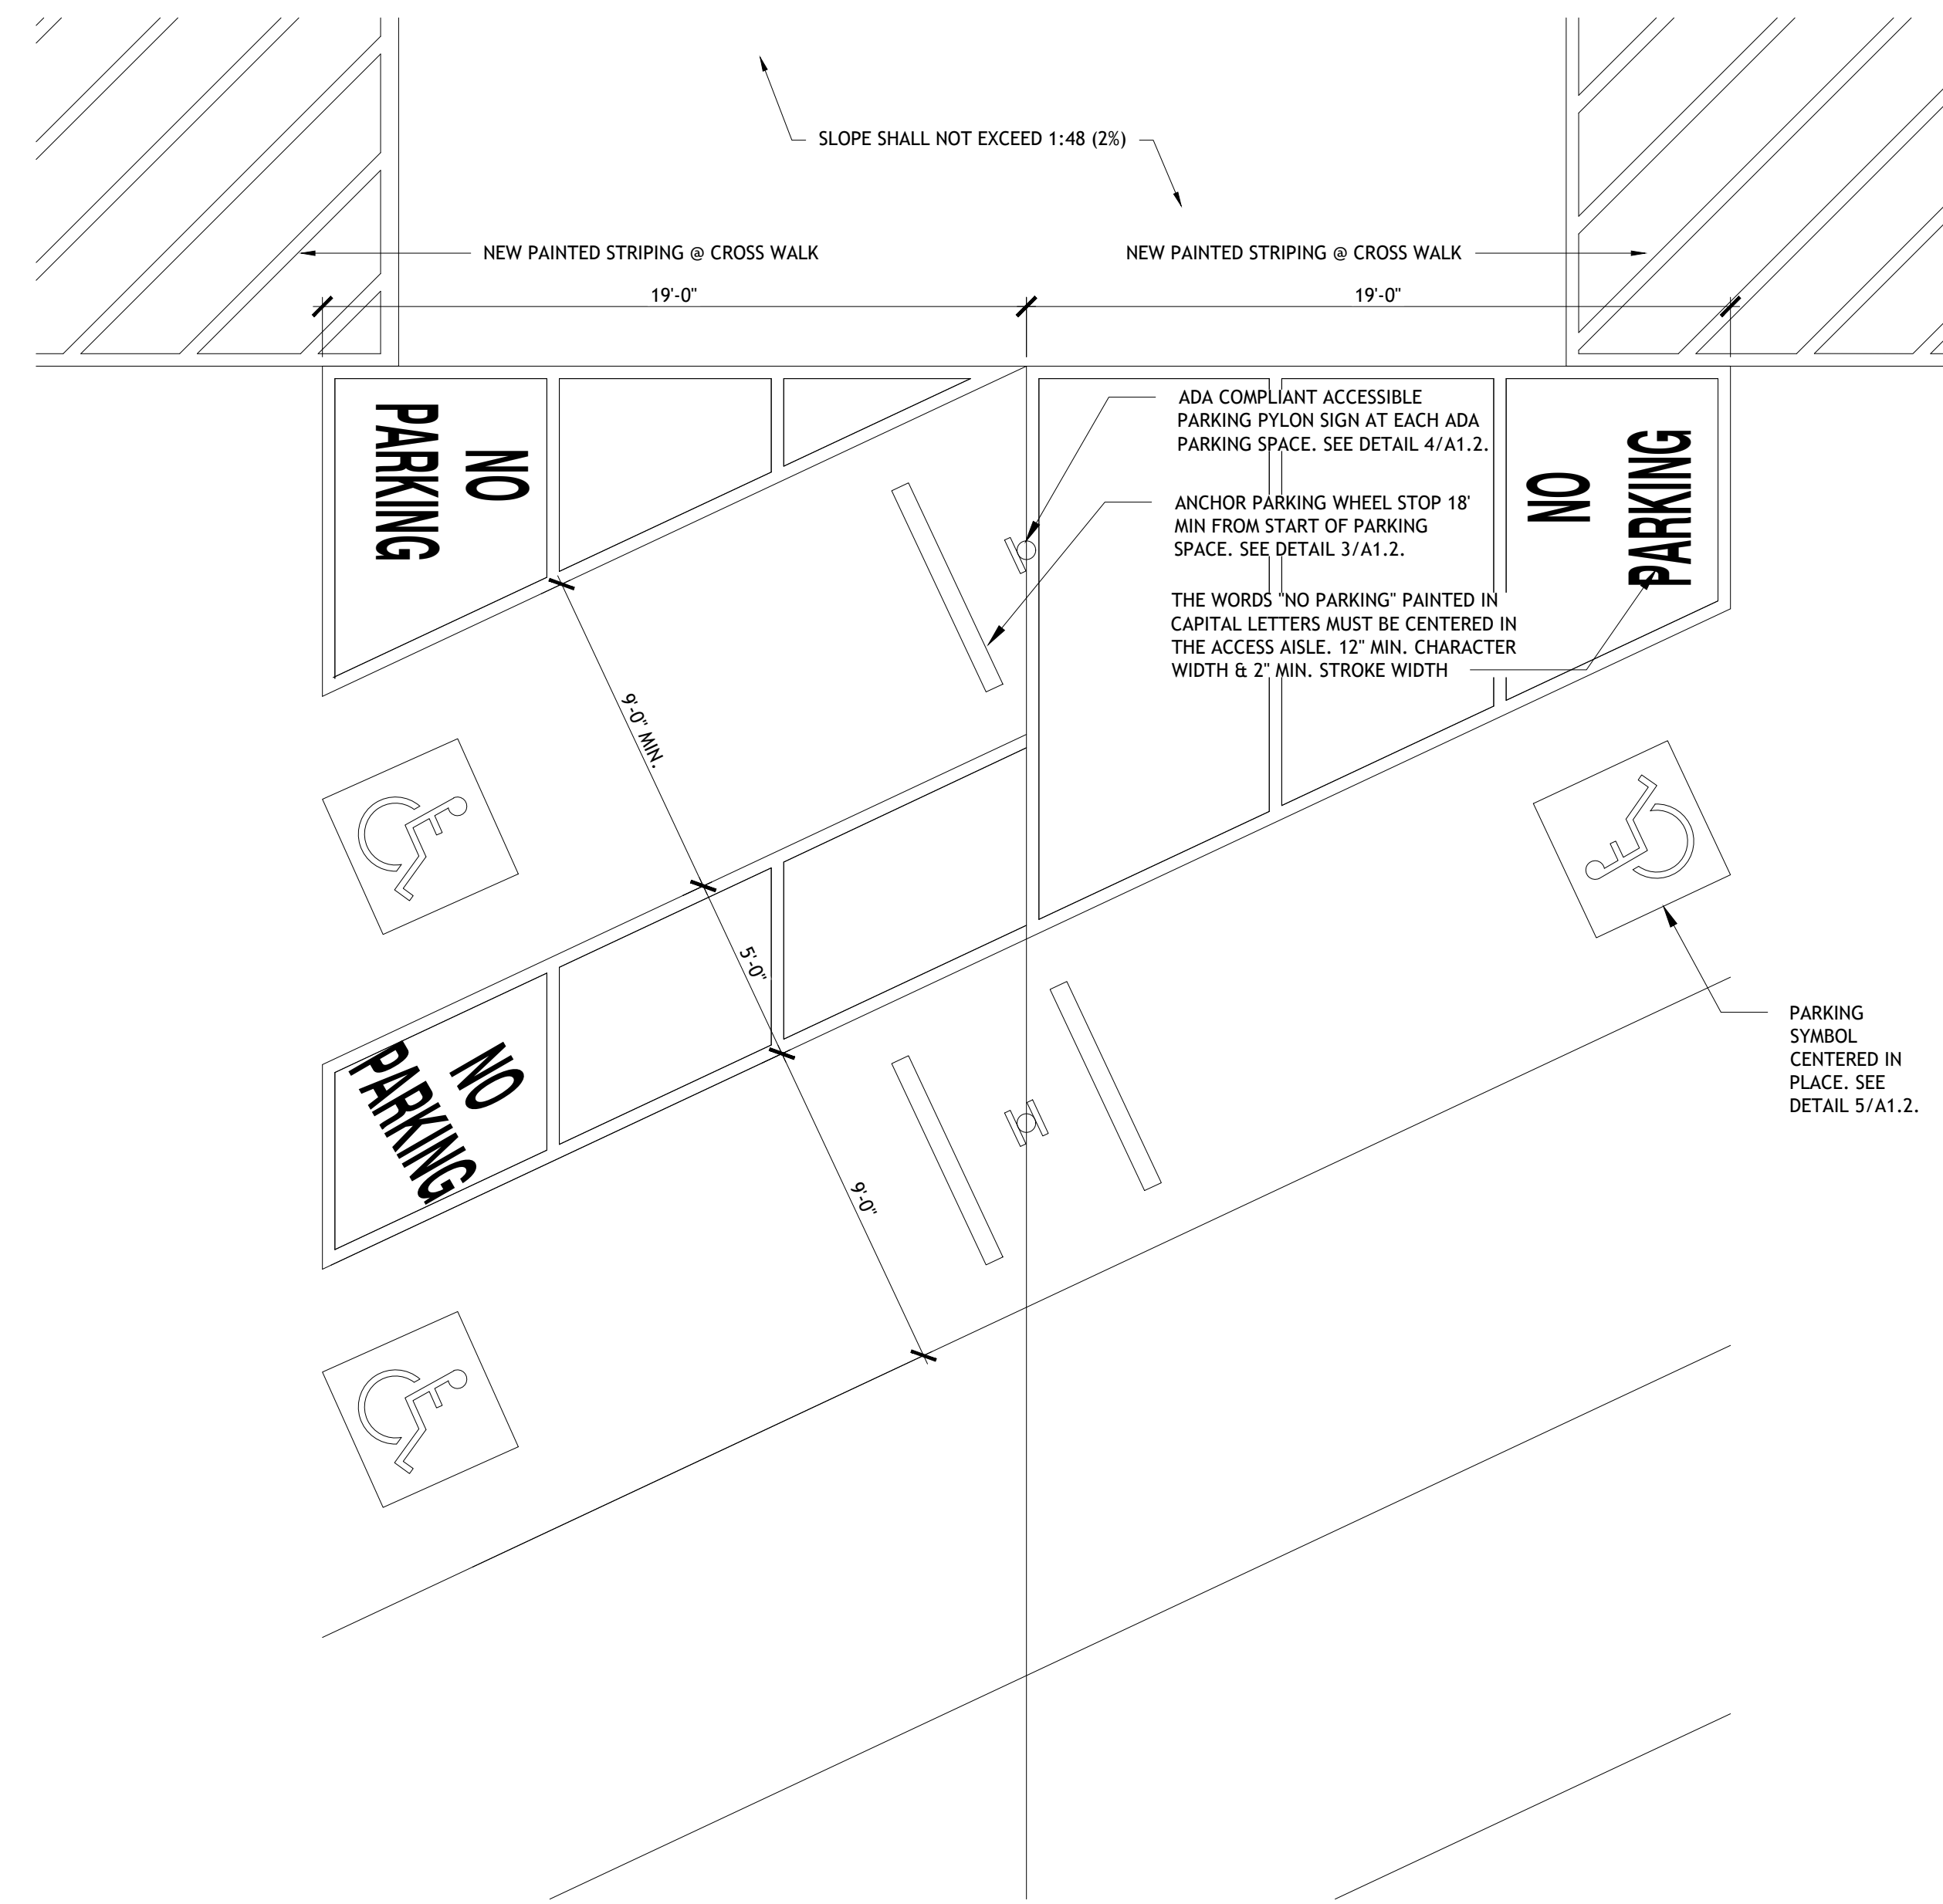 SLOPE SHALL NOT EXCEED 1:48 (2%)
NEW PAINTED STRIPING @ CROSS WALK
NEW PAINTED STRIPING @ CROSS WALK
19'-0"
19'-0"
NO
PARKING
ADA COMPLIANT ACCESSIBLE
PARKING PYLON SIGN AT EACH ADA
PARKING SPACE. SEE DETAIL 4/A1.2.
ANCHOR PARKING WHEEL STOP 18'
MIN FROM START OF PARKING
SPACE. SEE DETAIL 3/A1.2.
THE WORDS "NO PARKING" PAINTED IN
CAPITAL LETTERS MUST BE CENTERED IN
THE ACCESS AISLE. 12" MIN. CHARACTER
WIDTH & 2" MIN. STROKE WIDTH
NO
PARKING
9'-0" MIN.
5'-0"
NO
PARKING
9'-0"
PARKING
SYMBOL
CENTERED IN
PLACE. SEE
DETAIL 5/A1.2.